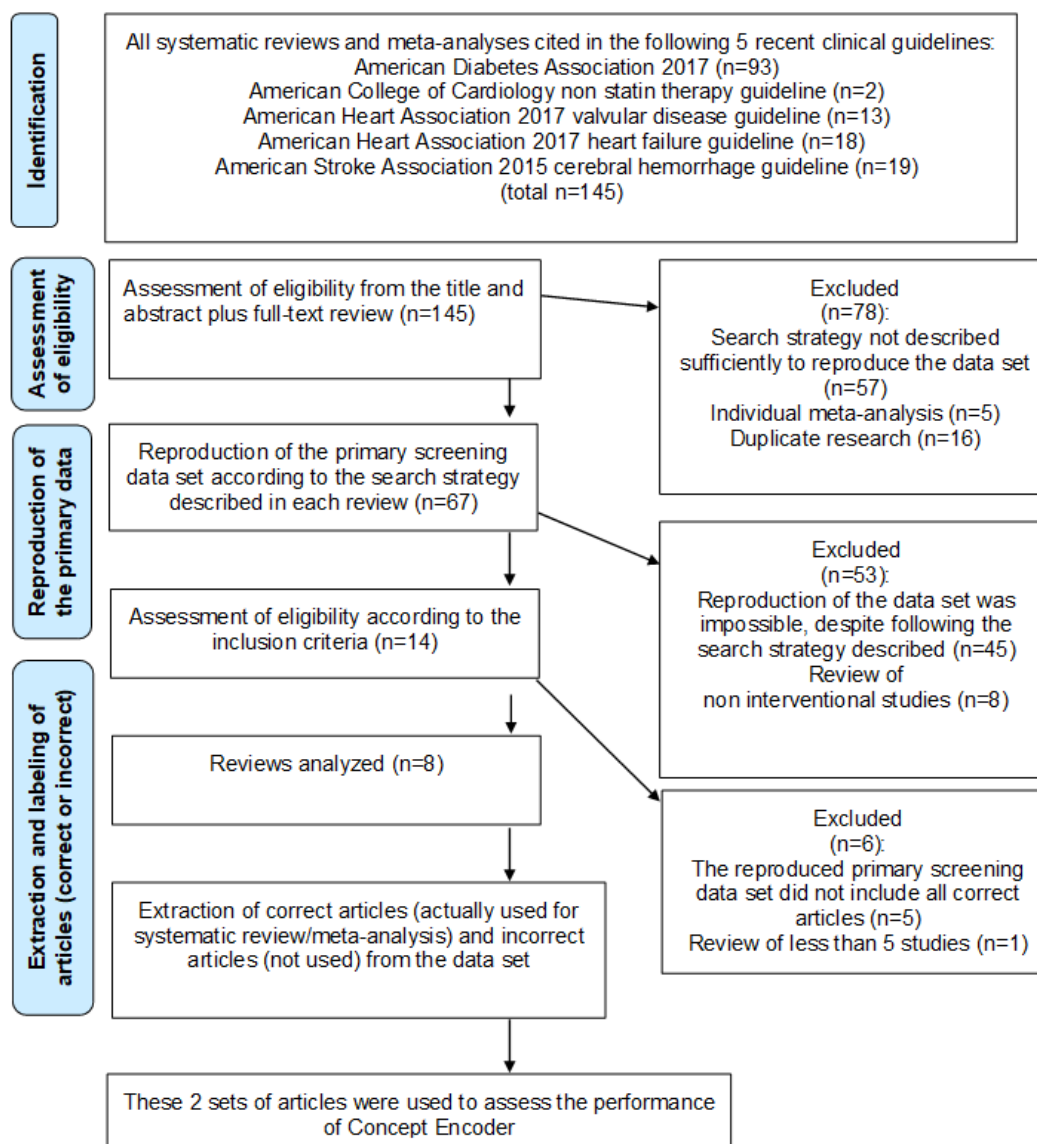 Identification
All systematic reviews and meta-analyses cited in the following 5 recent clinical guidelines:
American Diabetes Association 2017 (n=93)
American College of Cardiology non statin therapy guideline (n=2)
American Heart Association 2017 valvular disease guideline (n=13)
American Heart Association 2017 heart failure guideline (n=18)
American Stroke Association 2015 cerebral hemorrhage guideline (n=19)
(total n=145)
Assessment
of eligibility
Assessment of eligibility from the title and
abstract plus full-text review (n=145)
Excluded
(n=78):
Search strategy not described
sufficiently to reproduce the data set
(n=57)
Individual meta-analysis (n=5)
Duplicate research (n=16)
Reproduction of
the primary data
Reproduction of the primary screening
data set according to the search strategy
described in each review (n=67)
Excluded
(n=53):
Reproduction of the data set was
impossible, despite following the
search strategy described (n=45)
Review of
non interventional studies (n=8)
Assessment of eligibility according to the
inclusion criteria (n=14)
Extraction and labeling of
articles (correct or incorrect)
Reviews analyzed (n=8)
Excluded
(n=6):
The reproduced primary screening
data set did not include all correct
articles (n=5)
Review of less than 5 studies (n=1)
Extraction of correct articles (actually used for
systematic review/meta-analysis) and incorrect
articles (not used) from the data set
These 2 sets of articles were used to assess the performance
of Concept Encoder